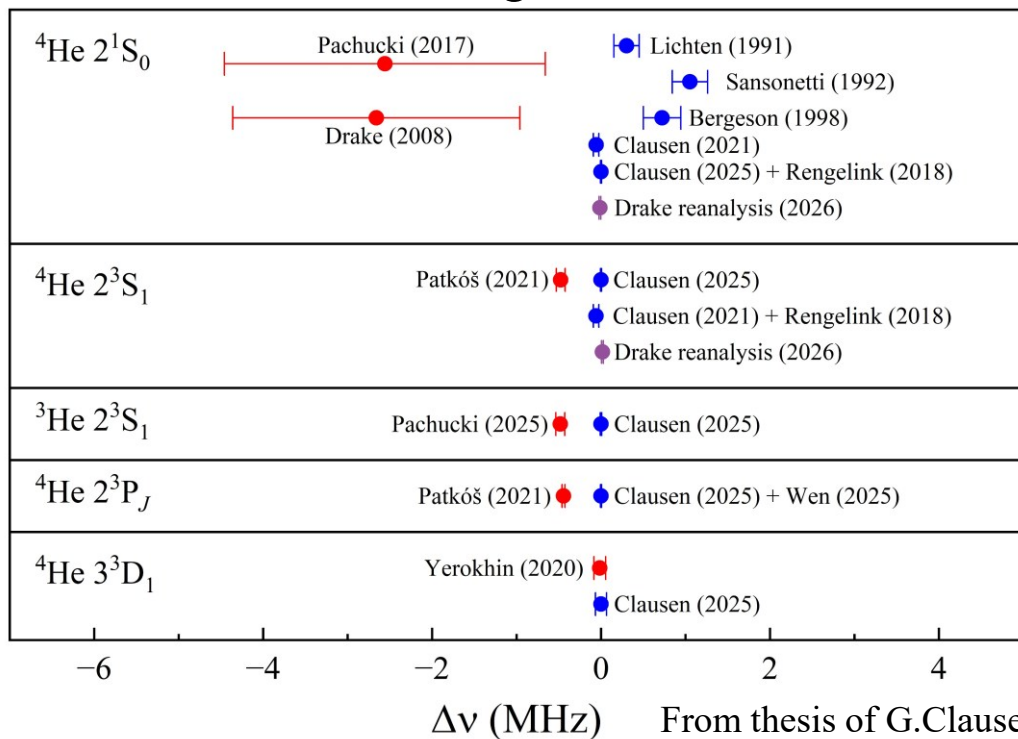 ⁴He 2¹S₀
Pachucki (2017)
Lichten (1991)
Sansonetti (1992)
Drake (2008)
Bergeson (1998)
Clausen (2021)
Clausen (2025) + Rengelink (2018)
Drake reanalysis (2026)
⁴He 2³S₁
Patkóš (2021)
Clausen (2025)
Clausen (2021) + Rengelink (2018)
Drake reanalysis (2026)
³He 2³S₁
Pachucki (2025)
Clausen (2025)
⁴He 2³P_J
Patkóš (2021)
Clausen (2025) + Wen (2025)
⁴He 3³D₁
Yerokhin (2020)
Clausen (2025)
−6 −4 −2 0 2 4
Δν (MHz)
From thesis of G.Clause